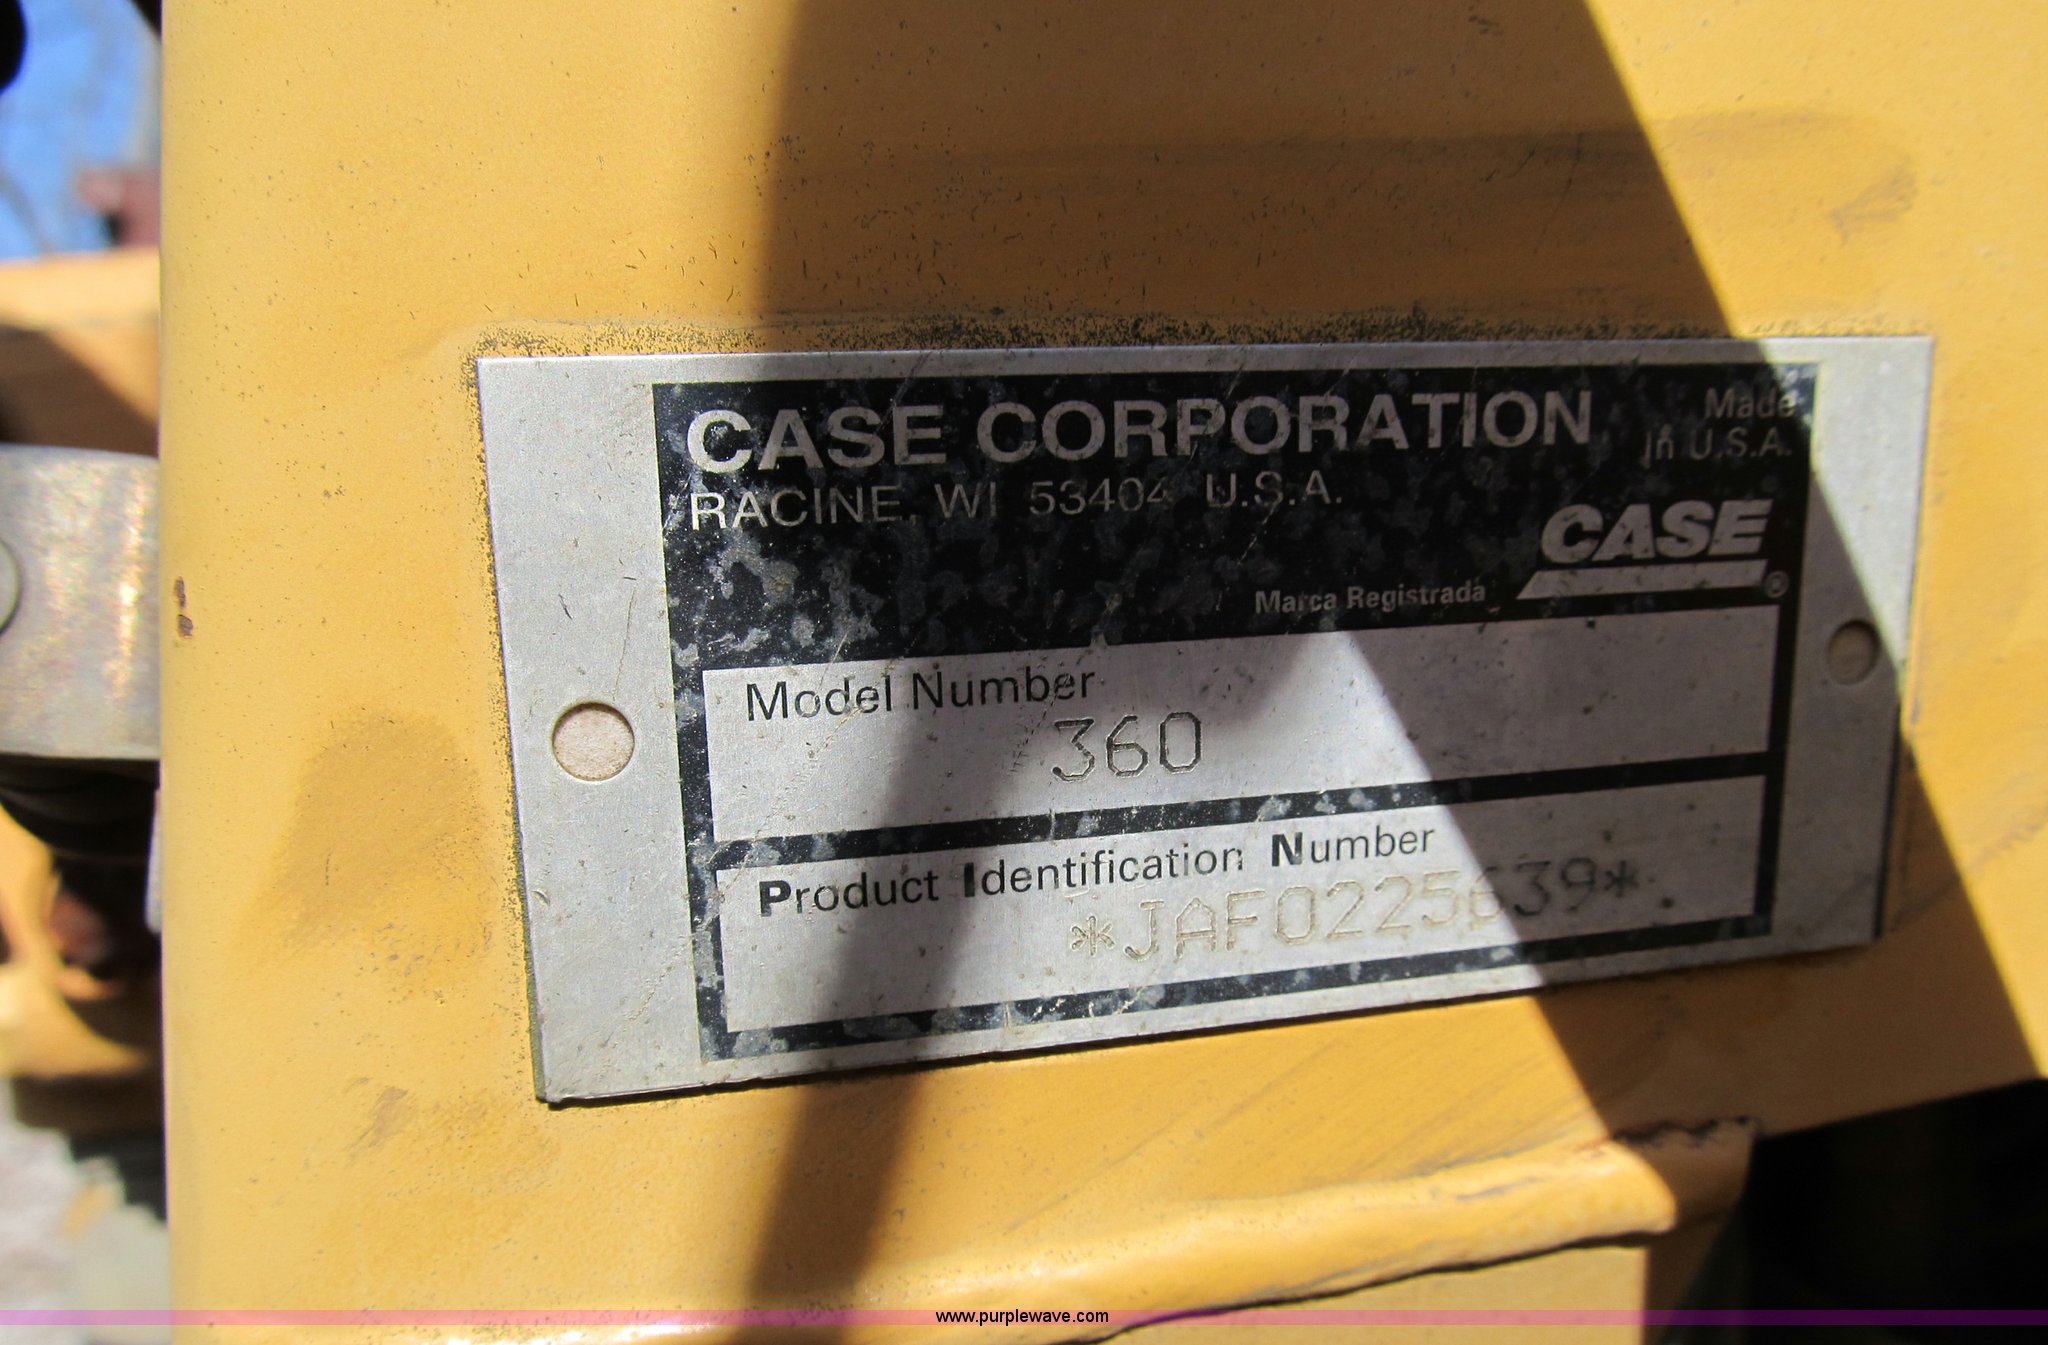 CASE CORPORATION
RACINE, WI 53404 U.S.A.
Made
in U.S.A.
CASE
®
Marca Registrada
Model Number
360
Product Identification Number
*JAF0225639*
www.purplewave.com